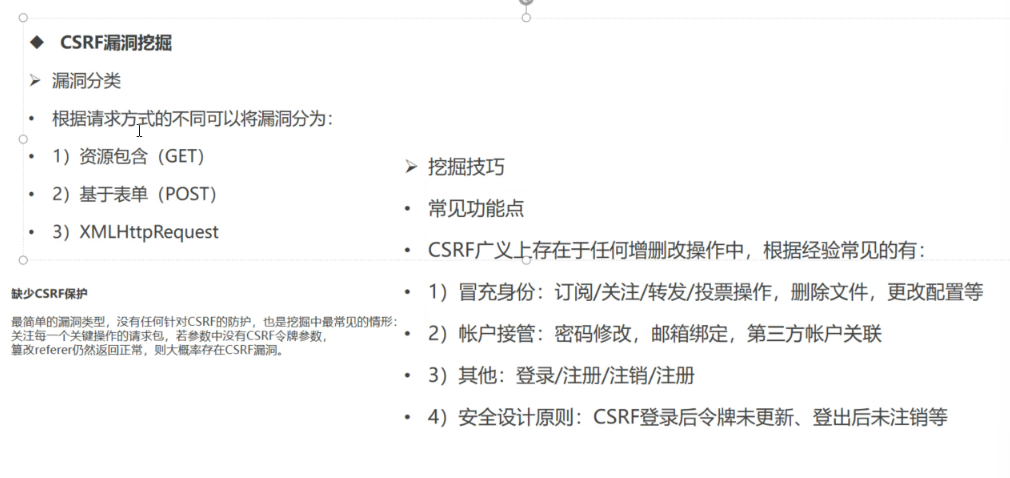 ◆ CSRF漏洞挖掘
➢ 漏洞分类
• 根据请求方式的不同可以将漏洞分为：
• 1）资源包含（GET）
• 2）基于表单（POST）
• 3）XMLHttpRequest
缺少CSRF保护
最简单的漏洞类型，没有任何针对CSRF的防护，也是挖掘中最常见的情形：
关注每一个关键操作的请求包，若参数中没有CSRF令牌参数，
篡改referer仍然返回正常，则大概率存在CSRF漏洞。
➢ 挖掘技巧
• 常见功能点
• CSRF广义上存在于任何增删改操作中，根据经验常见的有：
• 1）冒充身份：订阅/关注/转发/投票操作，删除文件，更改配置等
• 2）帐户接管：密码修改，邮箱绑定，第三方帐户关联
• 3）其他：登录/注册/注销/注册
• 4）安全设计原则：CSRF登录后令牌未更新、登出后未注销等